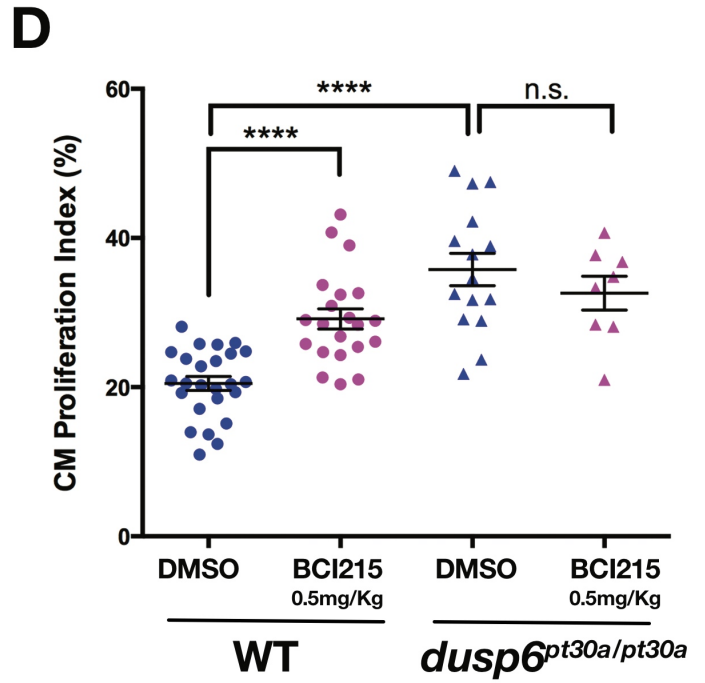 D
CM Proliferation Index (%)
60
40
20
0
****
****
n.s.
DMSO BCI215 DMSO BCI215
0.5mg/Kg 0.5mg/Kg
WT dusp6pt30a/pt30a